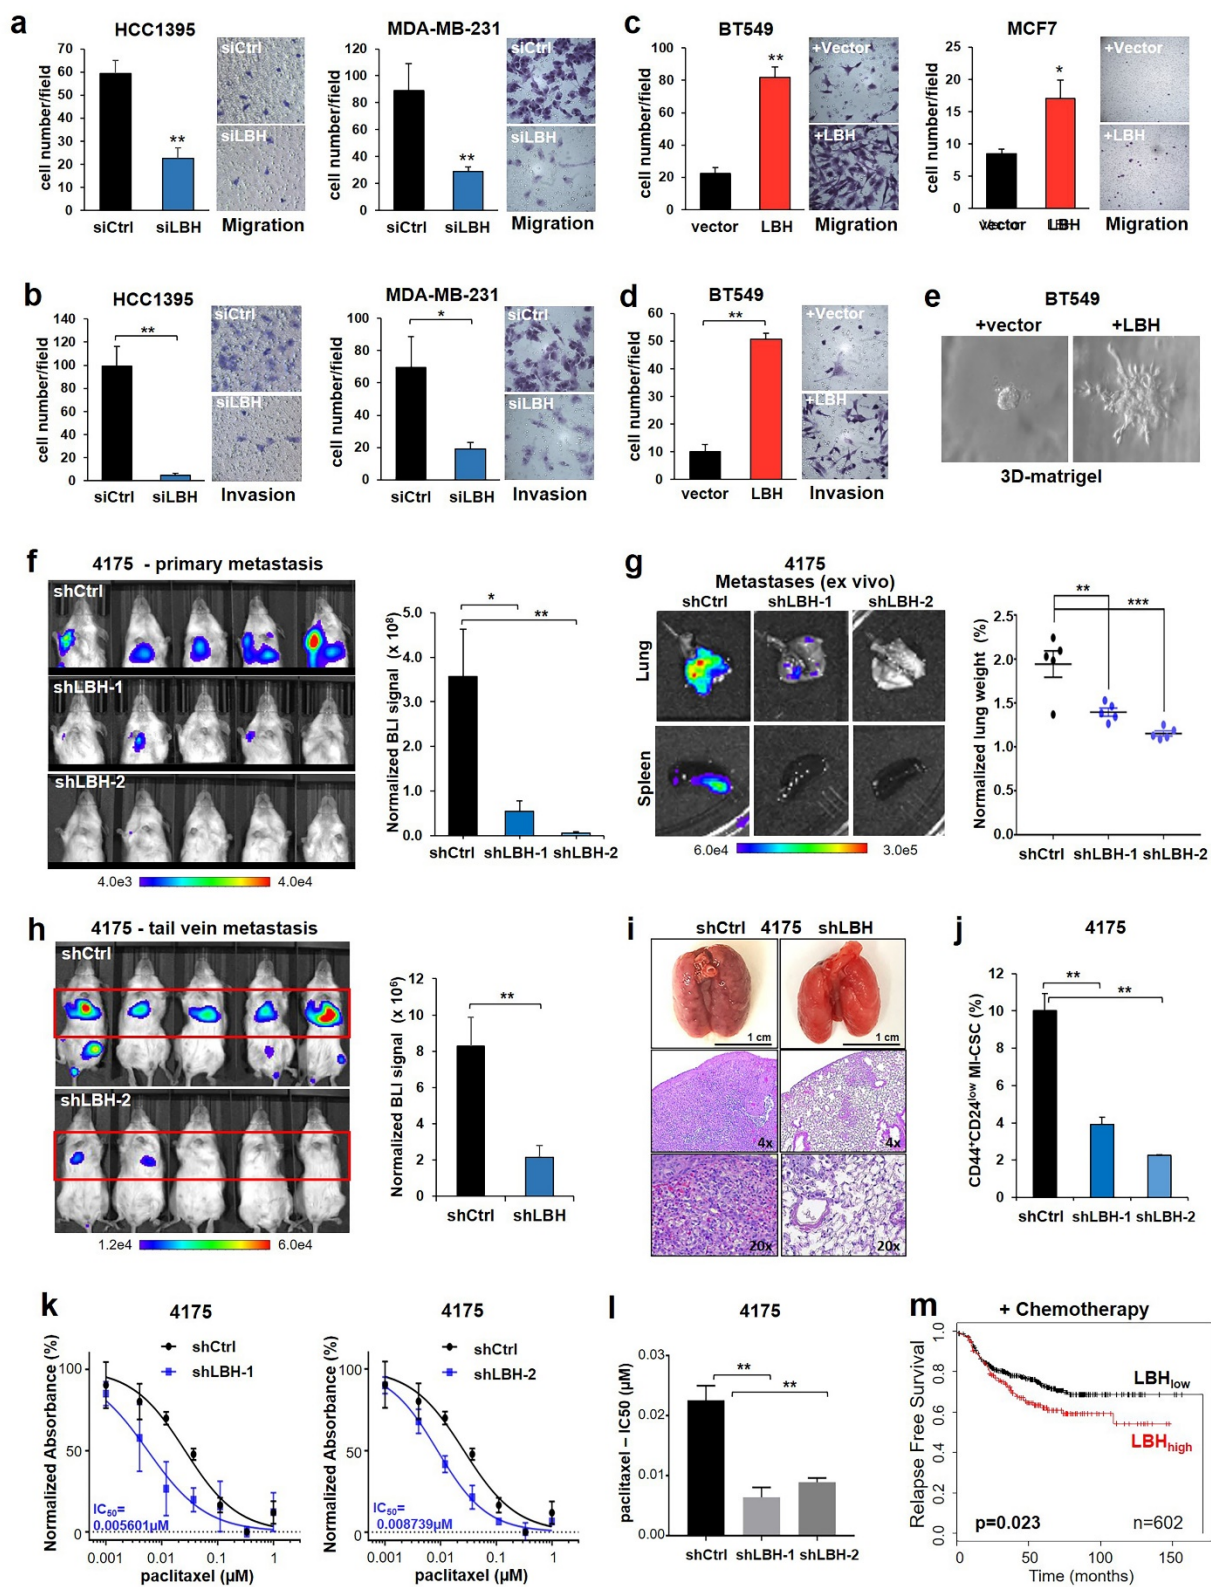 a
HCC1395
cell number/field
70
60
50
40
30
20
10
0
**
siCtrl
siLBH
siCtrl
siLBH
Migration
MDA-MB-231
cell number/field
120
100
80
60
40
20
0
**
siCtrl
siLBH
siCtrl
siLBH
Migration
c
BT549
cell number/field
100
80
60
40
20
0
**
vector
LBH
+Vector
+LBH
Migration
MCF7
cell number/field
25
20
15
10
5
0
*
Vector
LBH
+Vector
+LBH
Migration
b
HCC1395
cell number/field
140
120
100
80
60
40
20
0
**
siCtrl
siLBH
siCtrl
siLBH
Invasion
MDA-MB-231
cell number/field
100
80
60
40
20
0
*
siCtrl
siLBH
siCtrl
siLBH
Invasion
d
BT549
cell number/field
60
50
40
30
20
10
0
**
vector
LBH
+Vector
+LBH
Invasion
e
BT549
+vector
+LBH
3D-matrigel
f
4175 - primary metastasis
shCtrl
shLBH-1
shLBH-2
4.0e3
4.0e4
Normalized BLI signal (x 10⁸)
5.0
4.0
3.0
2.0
1.0
0.0
*
**
shCtrl
shLBH-1
shLBH-2
g
4175
Metastases (ex vivo)
shCtrl
shLBH-1
shLBH-2
Lung
Spleen
6.0e4
3.0e5
Normalized lung weight (%)
2.5
2.0
1.5
1.0
0.5
0.0
**
***
shCtrl
shLBH-1
shLBH-2
h
4175 - tail vein metastasis
shCtrl
shLBH-2
1.2e4
6.0e4
Normalized BLI signal (x 10⁶)
12
10
8
6
4
2
0
**
shCtrl
shLBH
i
shCtrl
4175
shLBH
1 cm
1 cm
4x
4x
20x
20x
j
4175
CD44⁺CD24ˡᵒʷ MI-CSC (%)
12
10
8
6
4
2
0
**
**
shCtrl
shLBH-1
shLBH-2
k
4175
Normalized Absorbance (%)
100
50
0
shCtrl
shLBH-1
IC₅₀=
0.005601µM
0.001
0.01
0.1
1
paclitaxel (µM)
4175
Normalized Absorbance (%)
100
50
0
shCtrl
shLBH-2
IC₅₀=
0.008739µM
0.001
0.01
0.1
1
paclitaxel (µM)
l
4175
paclitaxel – IC50 (µM)
0.03
0.02
0.01
0.00
**
**
shCtrl
shLBH-1
shLBH-2
m
+ Chemotherapy
Relapse Free Survival
1.0
0.8
0.6
0.4
0.2
0.0
LBHlow
LBHhigh
p=0.023
n=602
0
50
100
150
Time (months)